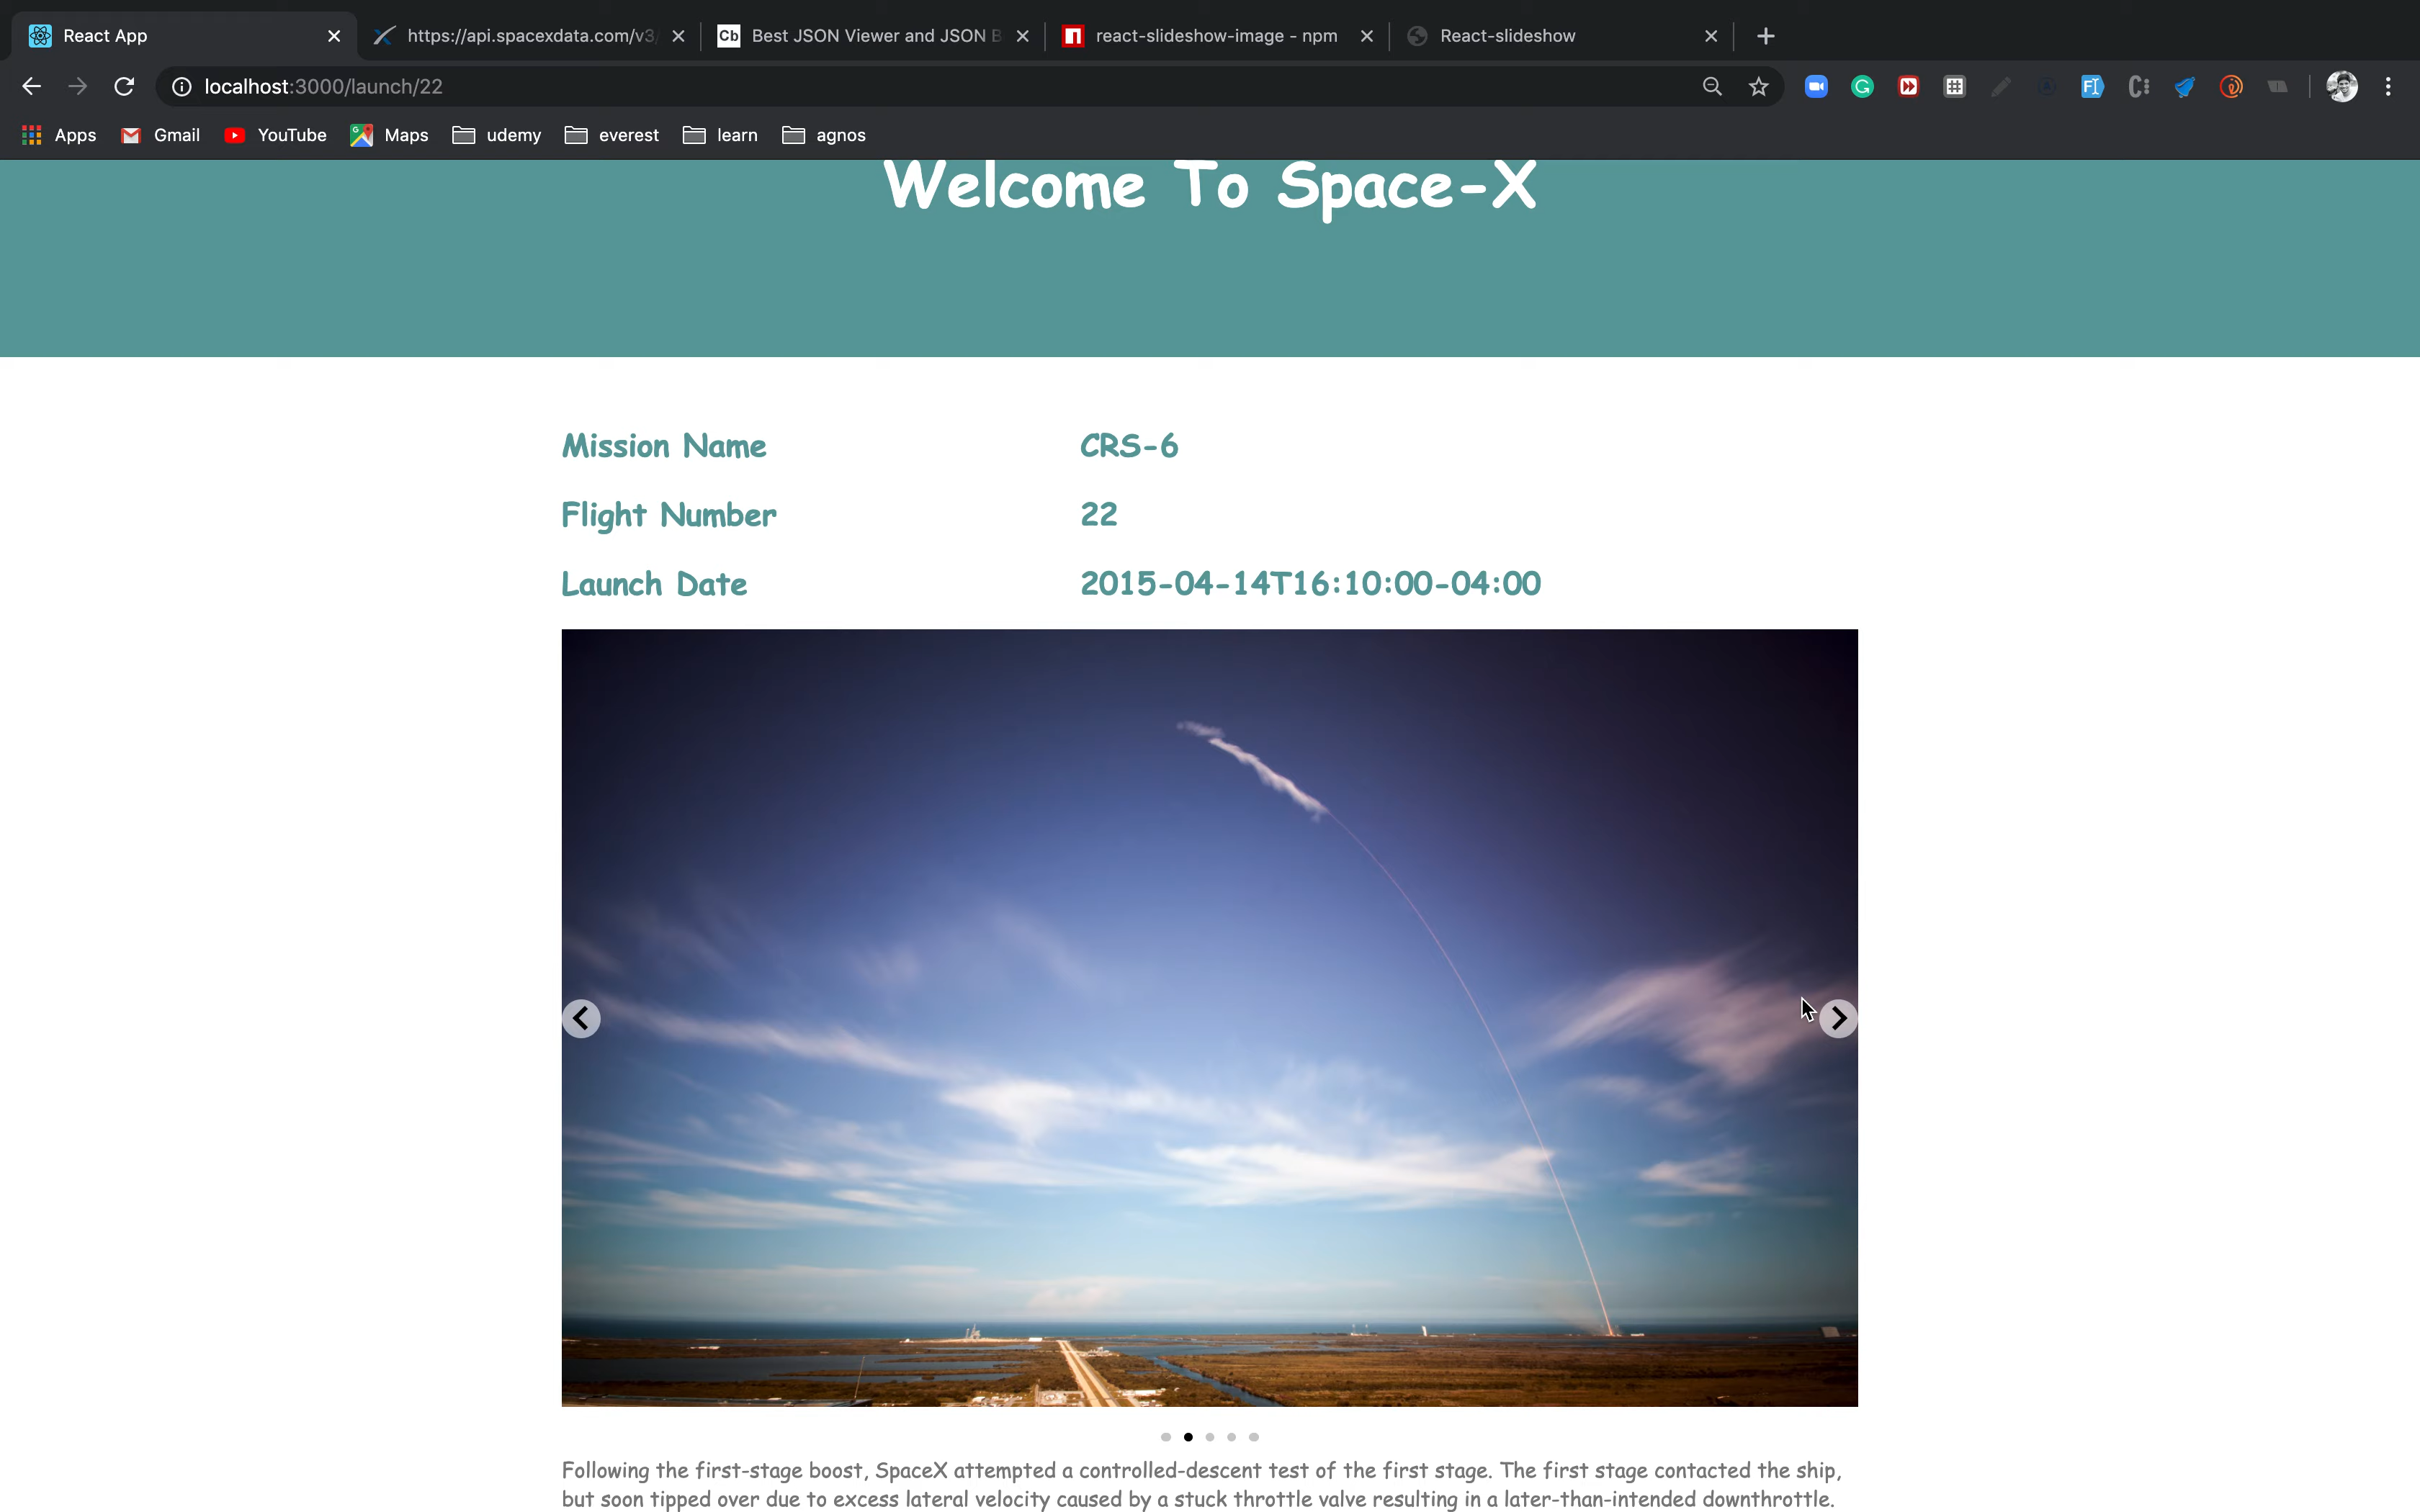 React App
https://api.spacexdata.com/v3/
Best JSON Viewer and JSON B
react-slideshow-image - npm
React-slideshow
localhost:3000/launch/22
Apps
Gmail
YouTube
Maps
udemy
everest
learn
agnos
Welcome To Space-X
Mission Name CRS-6
Flight Number 22
Launch Date 2015-04-14T16:10:00-04:00
Following the first-stage boost, SpaceX attempted a controlled-descent test of the first stage. The first stage contacted the ship,
but soon tipped over due to excess lateral velocity caused by a stuck throttle valve resulting in a later-than-intended downthrottle.